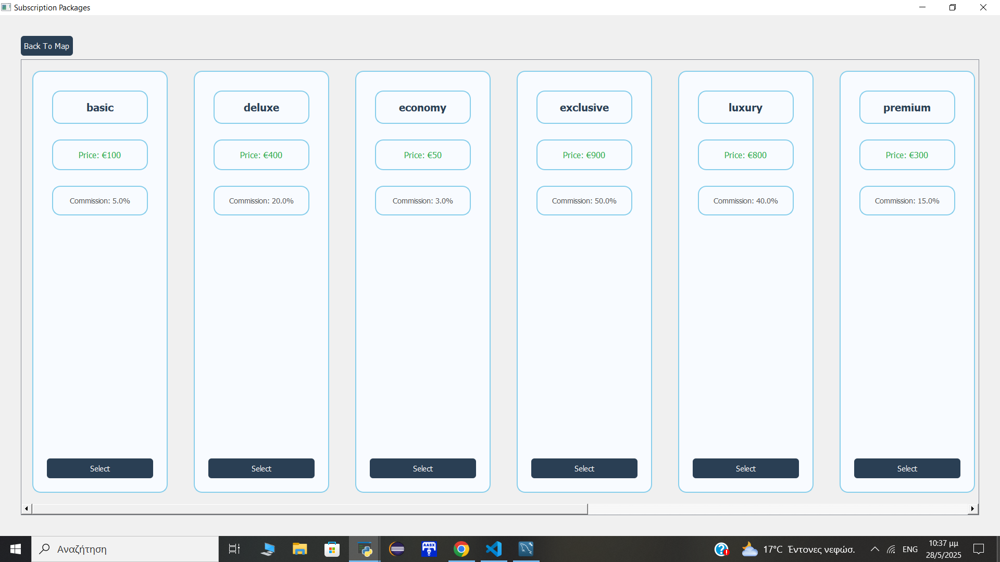 Subscription Packages
Back To Map
basic
Price: €100
Commission: 5.0%
Select
deluxe
Price: €400
Commission: 20.0%
Select
economy
Price: €50
Commission: 3.0%
Select
exclusive
Price: €900
Commission: 50.0%
Select
luxury
Price: €800
Commission: 40.0%
Select
premium
Price: €300
Commission: 15.0%
Select
Αναζήτηση
AASX
17°C Έντονες νεφώσ.
ENG
10:37 μμ
28/5/2025